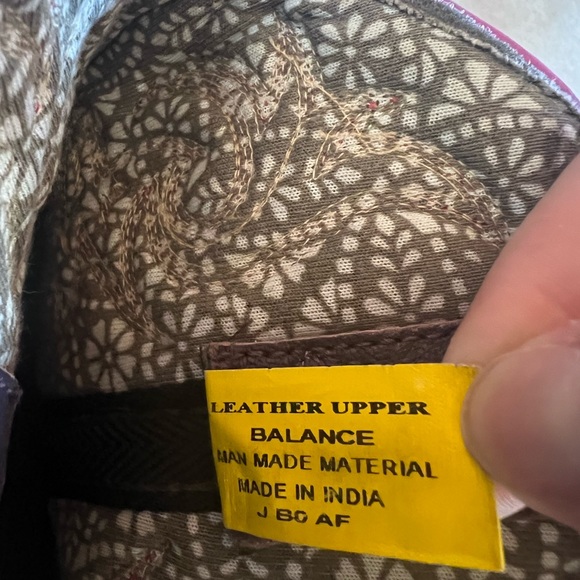 LEATHER UPPER
BALANCE
MAN MADE MATERIAL
MADE IN INDIA
J B0 AF